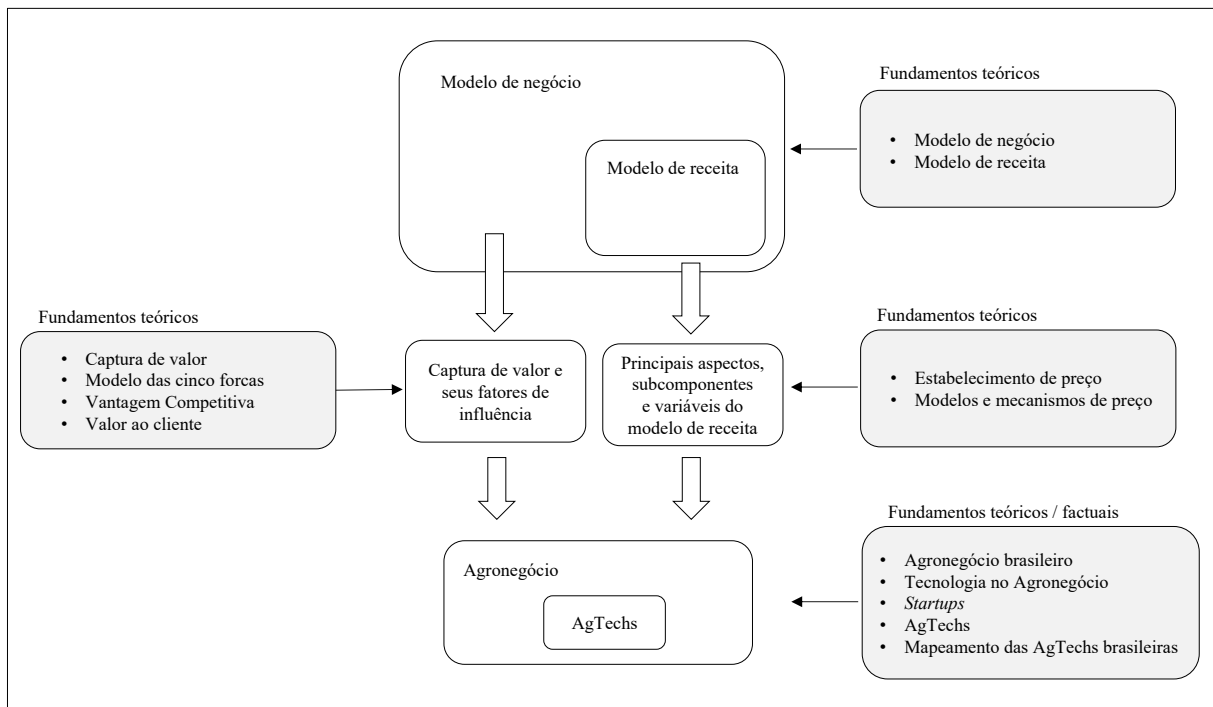 Modelo de negócio
Modelo de receita
Fundamentos teóricos
• Modelo de negócio
• Modelo de receita
Fundamentos teóricos
• Captura de valor
• Modelo das cinco forcas
• Vantagem Competitiva
• Valor ao cliente
Captura de valor e
seus fatores de
influência
Principais aspectos,
subcomponentes
e variáveis do
modelo de receita
Fundamentos teóricos
• Estabelecimento de preço
• Modelos e mecanismos de preço
Agronegócio
AgTechs
Fundamentos teóricos / factuais
• Agronegócio brasileiro
• Tecnologia no Agronegócio
• Startups
• AgTechs
• Mapeamento das AgTechs brasileiras